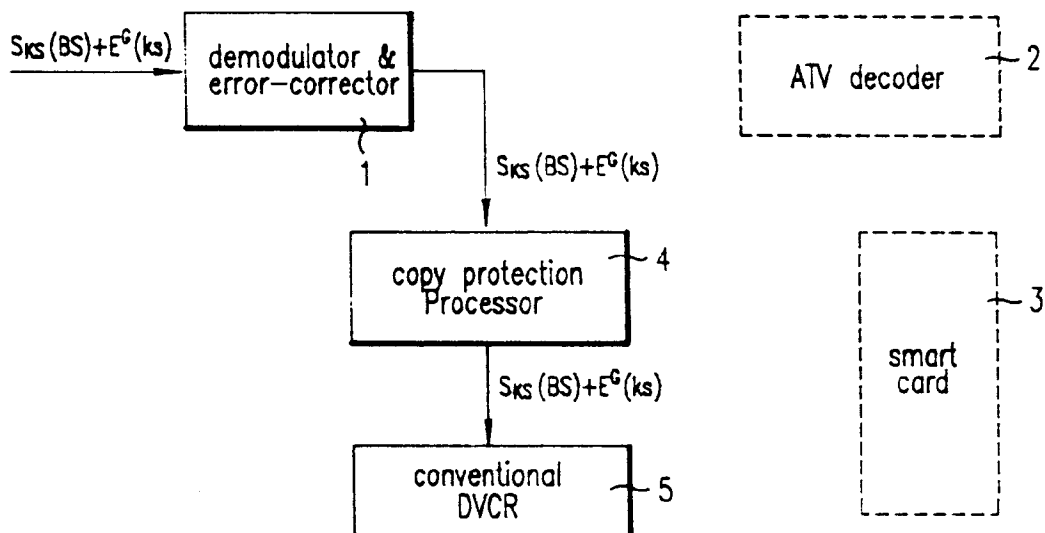 S_KS(BS)+E^G(ks)
demodulator &
error-corrector
1
ATV decoder
2
S_KS(BS)+E^G(ks)
copy protection
Processor
4
S_KS(BS)+E^G(ks)
smart
card
3
conventional
DVCR
5